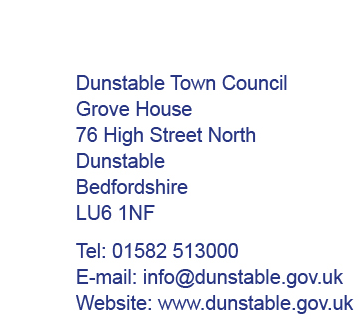 Dunstable Town Council
Grove House
76 High Street North
Dunstable
Bedfordshire
LU6 1NF
Tel: 01582 513000
E-mail: info@dunstable.gov.uk
Website: www.dunstable.gov.uk